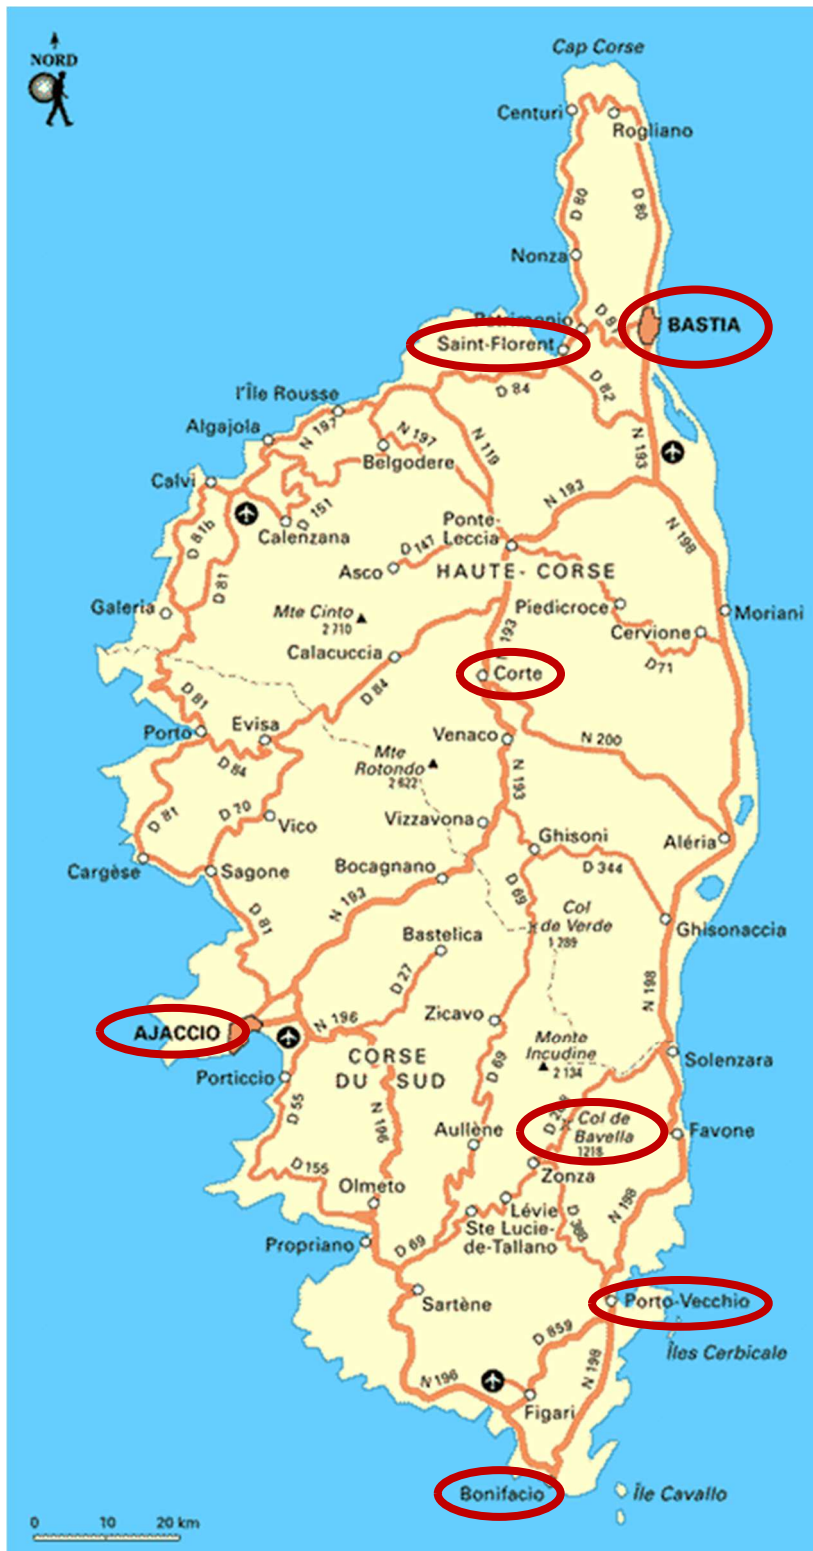 Cap Corse
NORD
Centuri
Rogliano
D 80
D 80
Nonza
Patrimonio
D 81
BASTIA
Saint-Florent
D 84
D 82
l'Île Rousse
Algajola
N 197
N 197
N 119
N 193
Belgodere
Calvi
N 193
D 151
D 81b
Calenzana
Ponte-
Leccia
N 198
D 147
Asco
HAUTE - CORSE
D 81
Galeria
Mte Cinto
2 710
Piedicroce
Moriani
Cervione
193
Calacuccia
D71
Corte
D 84
D 81
Porto
Evisa
Venaco
N 200
D 84
Mte
Rotondo
2 622
N 193
D 81
D 70
Vico
Vizzavona
Ghisoni
Aléria
Cargèse
Sagone
Bocagnano
D 344
D 69
N 193
D 81
Col
de Verde
1 289
Ghisonaccia
Bastelica
D 27
N 198
Zicavo
AJACCIO
N 196
CORSE
DU SUD
Monte
Incudine
2 134
Solenzara
Porticcio
D 69
D 55
N 196
Aullène
Col de
Bavella
1218
Favone
D 155
Zonza
Olmeto
Lévie
Ste Lucie-
de-Tallano
D 368
N 198
Propriano
D 69
Sartène
Porto-Vecchio
D 859
Îles Cerbicale
N 198
N 196
Figari
Bonifacio
Île Cavallo
0 10 20 km